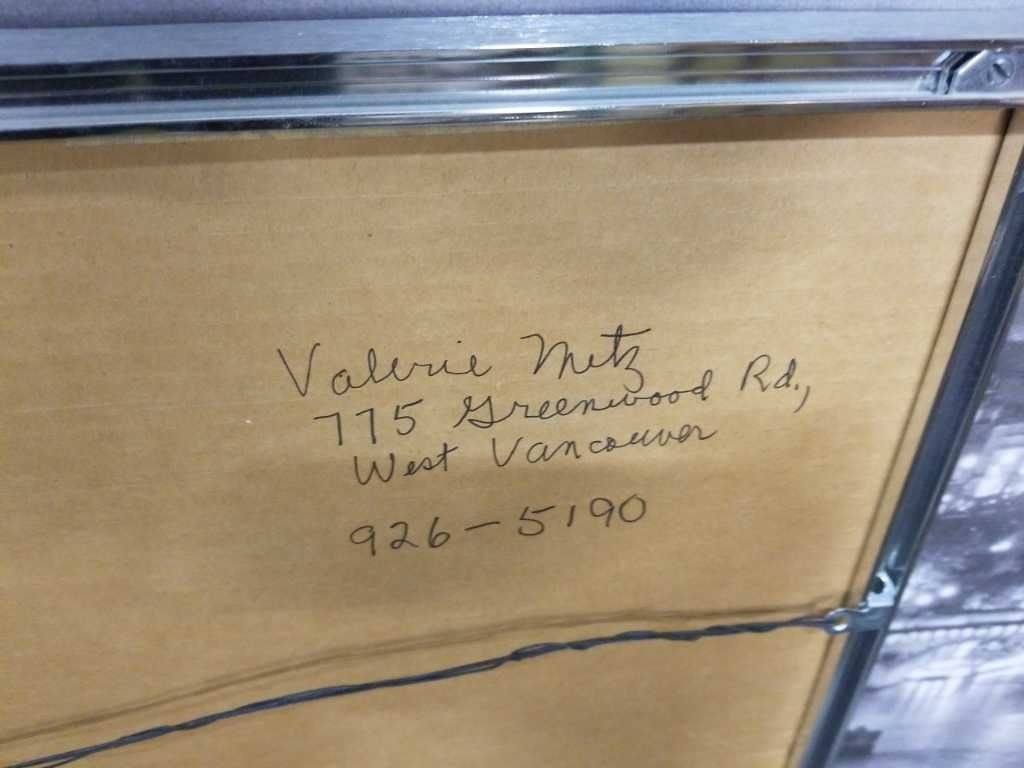 Valerie Metz
775 Greenwood Rd.,
West Vancouver
926-5190